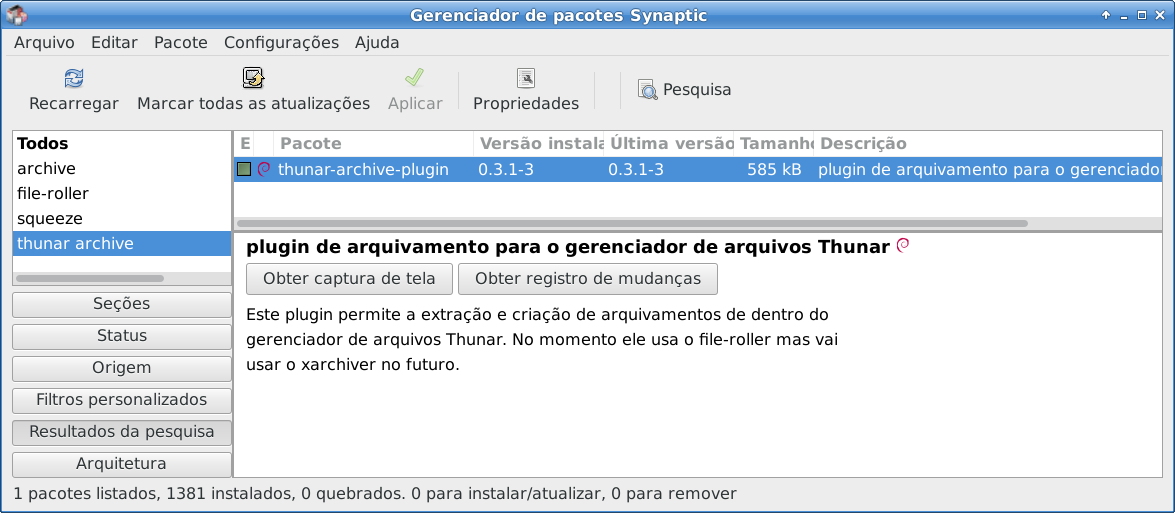 Gerenciador de pacotes Synaptic
Arquivo Editar Pacote Configurações Ajuda
Recarregar Marcar todas as atualizações Aplicar Propriedades Pesquisa
Todos
archive
file-roller
squeeze
thunar archive
Seções
Status
Origem
Filtros personalizados
Resultados da pesquisa
Arquitetura
E Pacote Versão instala Última versão Tamanho Descrição
thunar-archive-plugin 0.3.1-3 0.3.1-3 585 kB plugin de arquivamento para o gerenciador
plugin de arquivamento para o gerenciador de arquivos Thunar
Obter captura de tela Obter registro de mudanças
Este plugin permite a extração e criação de arquivamentos de dentro do
gerenciador de arquivos Thunar. No momento ele usa o file-roller mas vai
usar o xarchiver no futuro.
1 pacotes listados, 1381 instalados, 0 quebrados. 0 para instalar/atualizar, 0 para remover